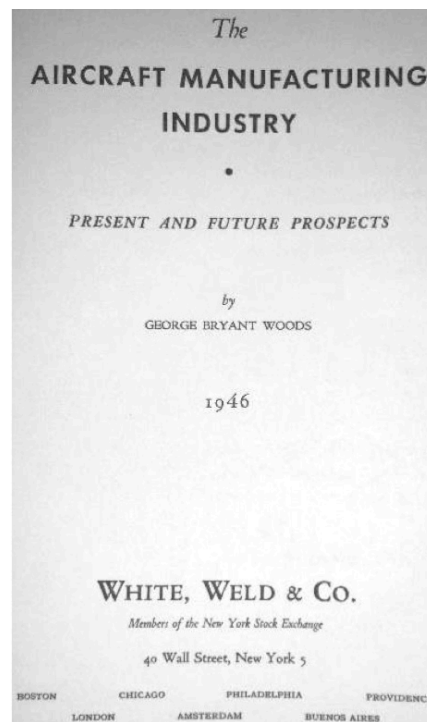 The
AIRCRAFT MANUFACTURING
INDUSTRY
•
PRESENT AND FUTURE PROSPECTS
by
GEORGE BRYANT WOODS
1946
WHITE, WELD & CO.
Members of the New York Stock Exchange
40 Wall Street, New York 5
BOSTON CHICAGO PHILADELPHIA PROVIDENC
LONDON AMSTERDAM BUENOS AIRES